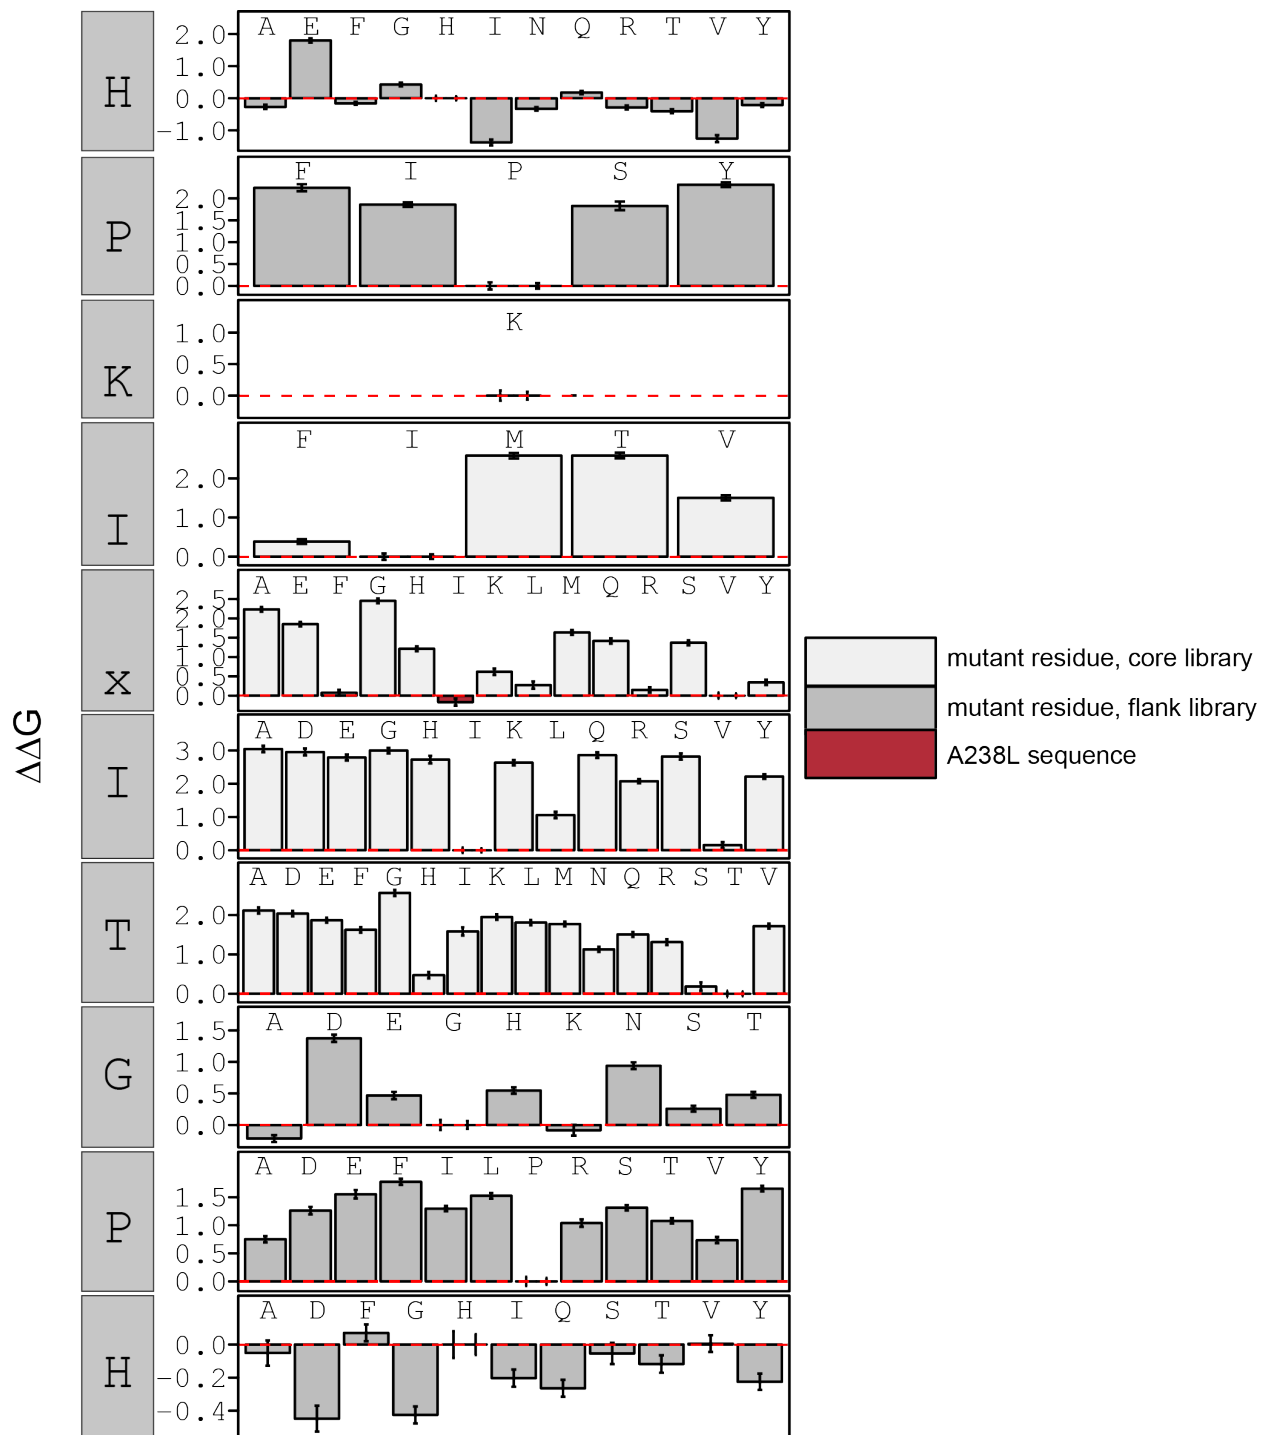 A E F G H I N Q R T V Y
H
2.0
1.0
0.0
−1.0
F I P S Y
P
2.0
1.5
1.0
0.5
0.0
K
K
1.0
0.5
0.0
F I M T V
I
2.0
1.0
0.0
A E F G H I K L M Q R S V Y
x
2.5
2.0
1.5
1.0
0.5
0.0
A D E G H I K L Q R S V Y
I
3.0
2.0
1.0
0.0
A D E F G H I K L M N Q R S T V
T
2.0
1.0
0.0
A D E G H K N S T
G
1.5
1.0
0.5
0.0
A D E F I L P R S T V Y
P
1.5
1.0
0.5
0.0
A D F G H I Q S T V Y
H
0.0
−0.2
−0.4
ΔΔG
mutant residue, core library
mutant residue, flank library
A238L sequence